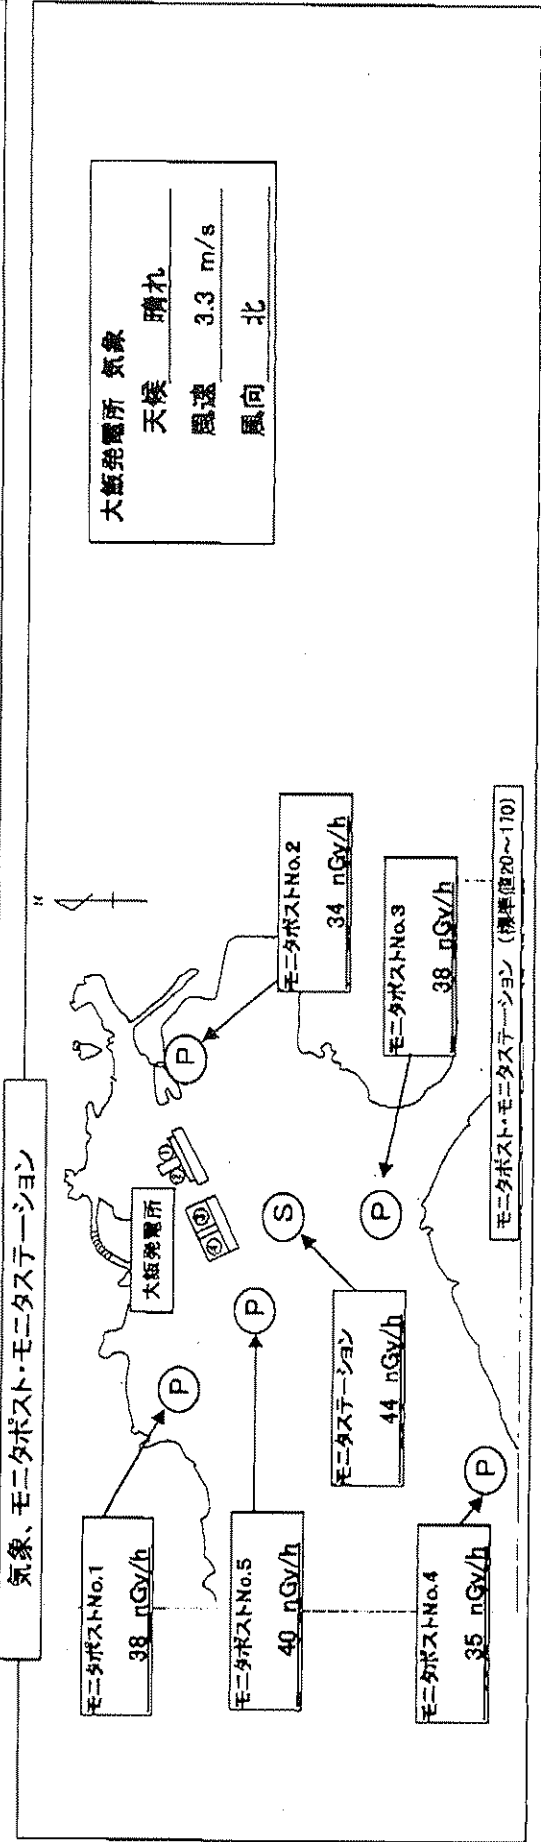 気象、モニタポスト・モニタステーション
N
大飯発電所 気象
天候 晴れ
風速 3.3 m/s
風向 北
大飯発電所
①
②
③
④
モニタポストNo.1
38 nGy/h
P
モニタポストNo.2
34 nGy/h
P
モニタポストNo.5
40 nGy/h
P
モニタステーション
44 nGy/h
S
モニタポストNo.3
38 nGy/h
P
モニタポストNo.4
35 nGy/h
P
モニタポスト・モニタステーション (標準値20~170)